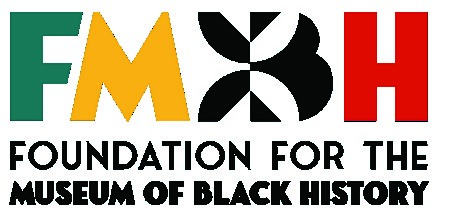 FMBH
FOUNDATION FOR THE
MUSEUM OF BLACK HISTORY